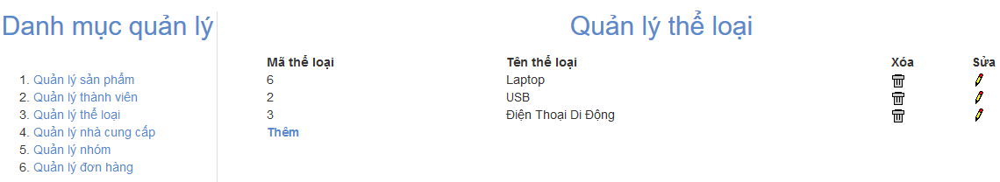 Danh mục quản lý
1. Quản lý sản phẩm
2. Quản lý thành viên
3. Quản lý thể loại
4. Quản lý nhà cung cấp
5. Quản lý nhóm
6. Quản lý đơn hàng
Quản lý thể loại
Mã thể loại Tên thể loại Xóa Sửa
6 Laptop
2 USB
3 Điện Thoại Di Động
Thêm